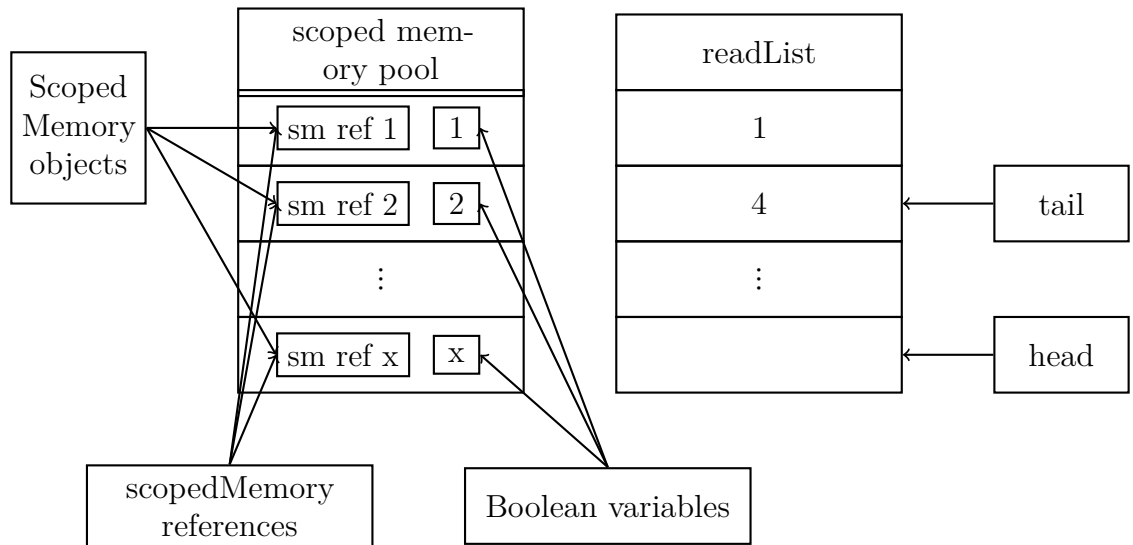 scoped mem-
ory pool
readList
Scoped
Memory
objects
sm ref 1 1
1
sm ref 2 2
4
tail
⋮
⋮
sm ref x x
head
scopedMemory
references
Boolean variables